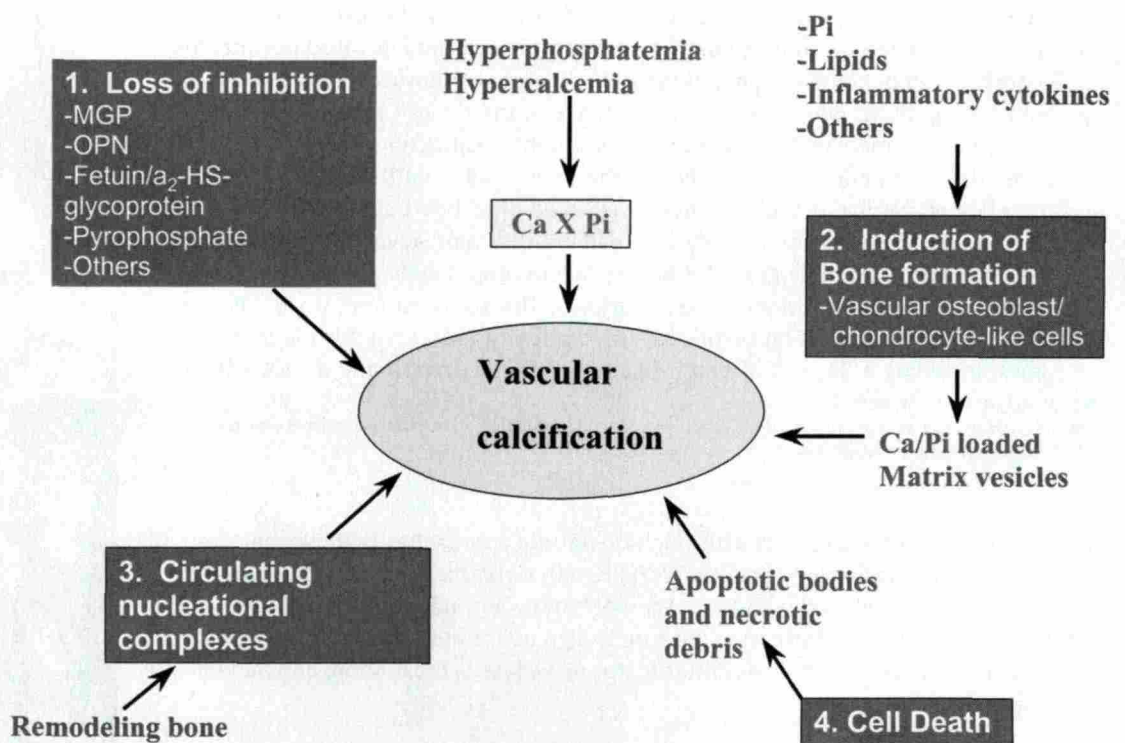 1. Loss of inhibition
-MGP
-OPN
-Fetuin/a₂-HS-
glycoprotein
-Pyrophosphate
-Others
Hyperphosphatemia
Hypercalcemia
Ca X Pi
-Pi
-Lipids
-Inflammatory cytokines
-Others
2. Induction of
Bone formation
-Vascular osteoblast/
chondrocyte-like cells
Vascular
calcification
Ca/Pi loaded
Matrix vesicles
3. Circulating
nucleational
complexes
Remodeling bone
Apoptotic bodies
and necrotic
debris
4. Cell Death